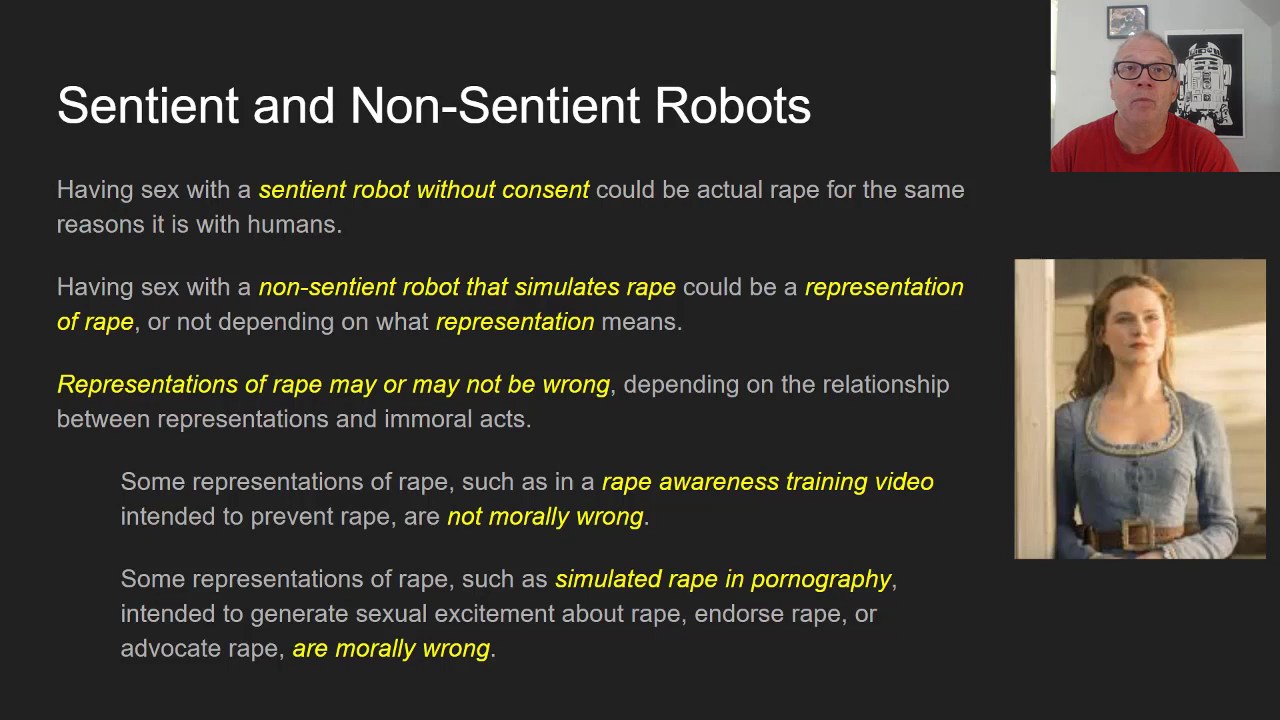 Sentient and Non-Sentient Robots
Having sex with a sentient robot without consent could be actual rape for the same
reasons it is with humans.
Having sex with a non-sentient robot that simulates rape could be a representation
of rape, or not depending on what representation means.
Representations of rape may or may not be wrong, depending on the relationship
between representations and immoral acts.
Some representations of rape, such as in a rape awareness training video
intended to prevent rape, are not morally wrong.
Some representations of rape, such as simulated rape in pornography,
intended to generate sexual excitement about rape, endorse rape, or
advocate rape, are morally wrong.